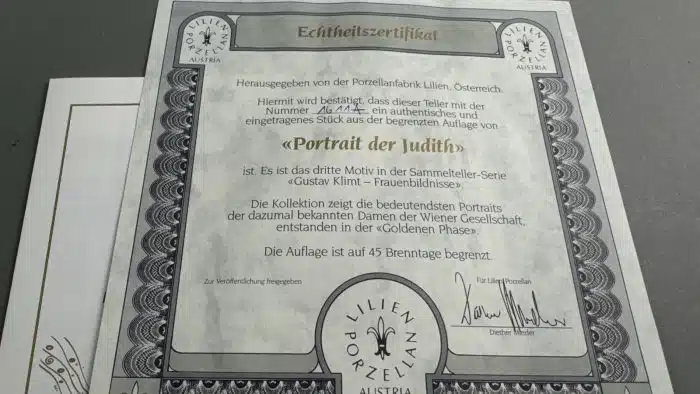 LILIEN PORZELLAN
AUSTRIA
Echtheitszertifikat
LILIEN PORZELLAN
AUSTRIA
Herausgegeben von der Porzellanfabrik Lilien, Österreich.
Hiermit wird bestätigt, dass dieser Teller mit der
Nummer ein authentisches und
eingetragenes Stück aus der begrenzten Auflage von
«Portrait der Judith»
ist. Es ist das dritte Motiv in der Sammelteller-Serie
«Gustav Klimt – Frauenbildnisse».
Die Kollektion zeigt die bedeutendsten Portraits
der dazumal bekannten Damen der Wiener Gesellschaft,
entstanden in der «Goldenen Phase».
Die Auflage ist auf 45 Brenntage begrenzt.
Zur Veröffentlichung freigegeben
Für Lilien Porzellan
Diether Minder
LILIEN PORZELLAN
AUSTRIA